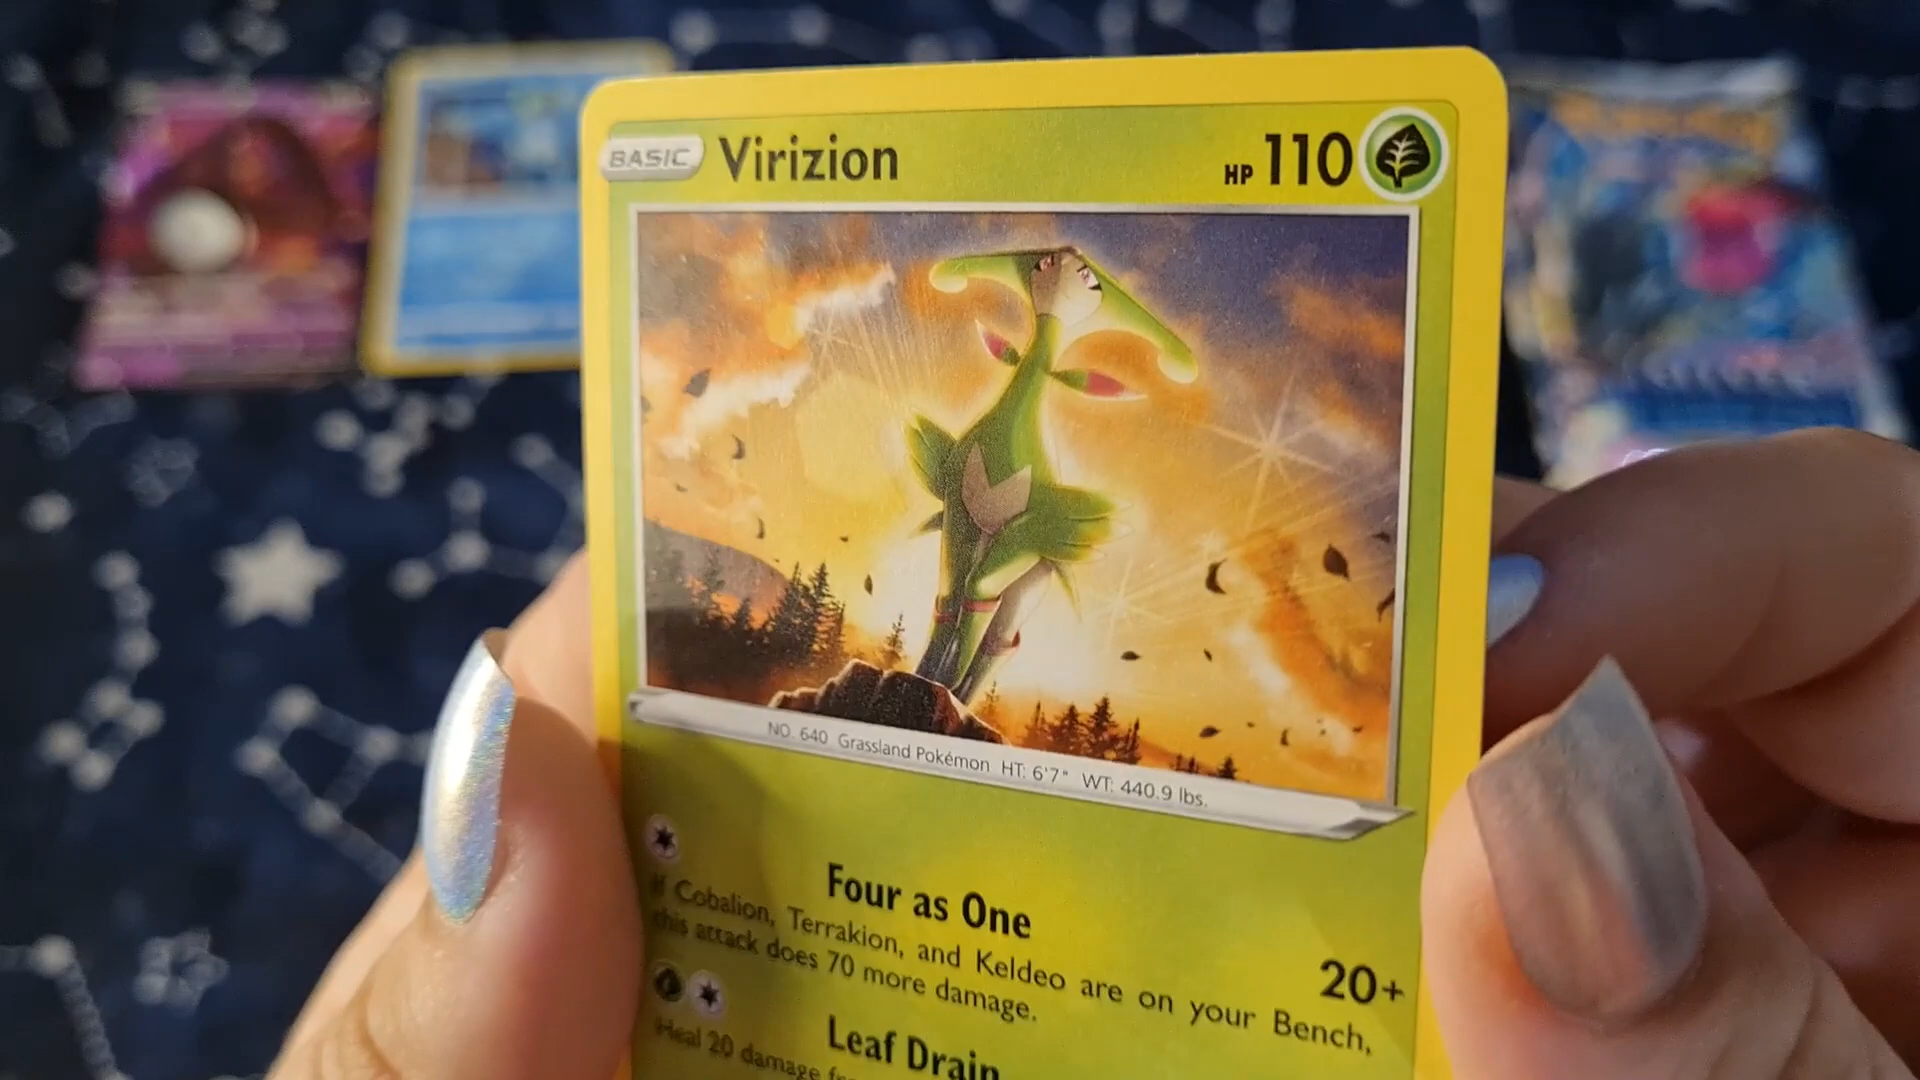 BASIC Virizion HP 110
NO. 640 Grassland Pokémon HT: 6'7" WT: 440.9 lbs.
Four as One 20+
If Cobalion, Terrakion, and Keldeo are on your Bench,
this attack does 70 more damage.
Leaf Drain
Heal 20 damage